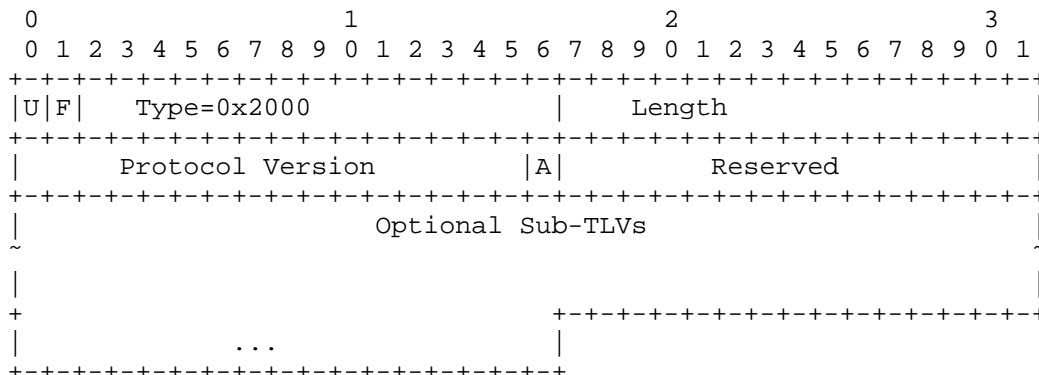 0                   1                   2                   3
 0 1 2 3 4 5 6 7 8 9 0 1 2 3 4 5 6 7 8 9 0 1 2 3 4 5 6 7 8 9 0 1
+-+-+-+-+-+-+-+-+-+-+-+-+-+-+-+-+-+-+-+-+-+-+-+-+-+-+-+-+-+-+-+-+
|U|F|   Type=0x2000                |    Length                   |
+-+-+-+-+-+-+-+-+-+-+-+-+-+-+-+-+-+-+-+-+-+-+-+-+-+-+-+-+-+-+-+-+
|      Protocol Version         |A|         Reserved            |
+-+-+-+-+-+-+-+-+-+-+-+-+-+-+-+-+-+-+-+-+-+-+-+-+-+-+-+-+-+-+-+-+
|                      Optional Sub-TLVs                        |
~                                                               ~
|                                                               |
+                                 +-+-+-+-+-+-+-+-+-+-+-+-+-+-+-+
|             ...                 |
+-+-+-+-+-+-+-+-+-+-+-+-+-+-+-+-+-+